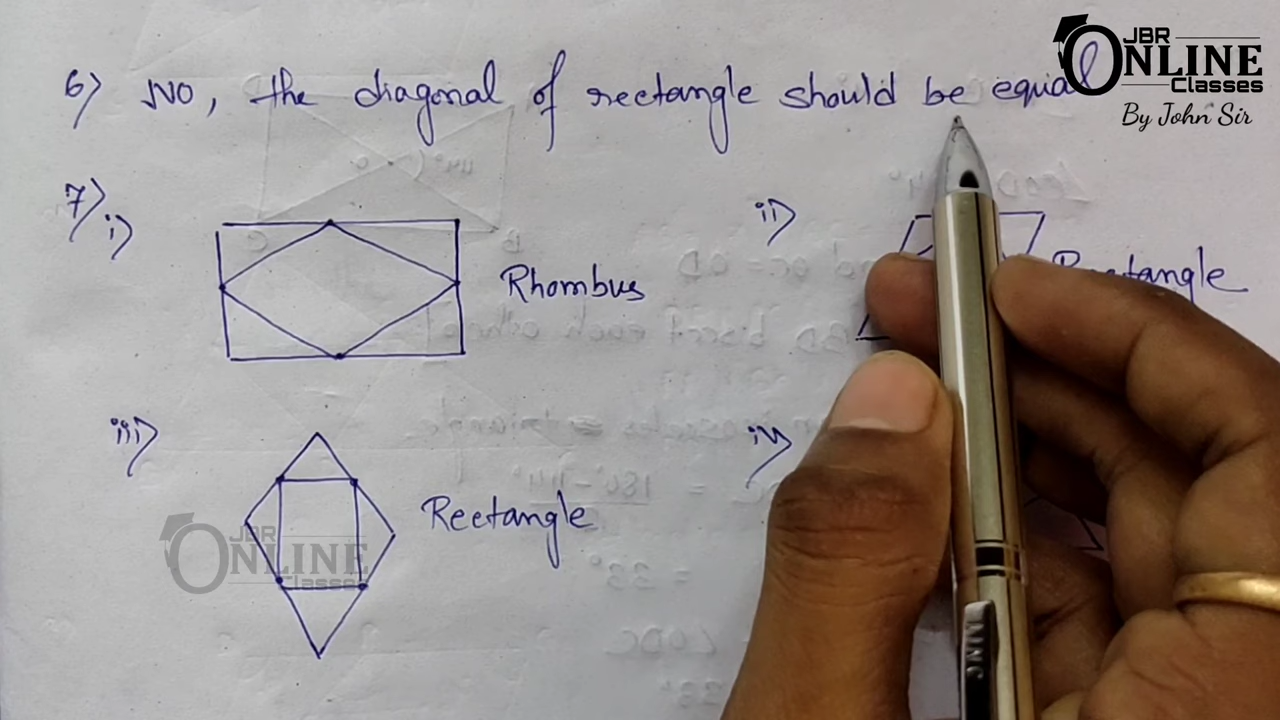 JBR
ONLINE
Classes
By John Sir
6) No, the diagonal of rectangle should be equal
7) i) Rhombus
ii) Rectangle
iii) Rectangle
iv)
JBR
ONLINE
Classes